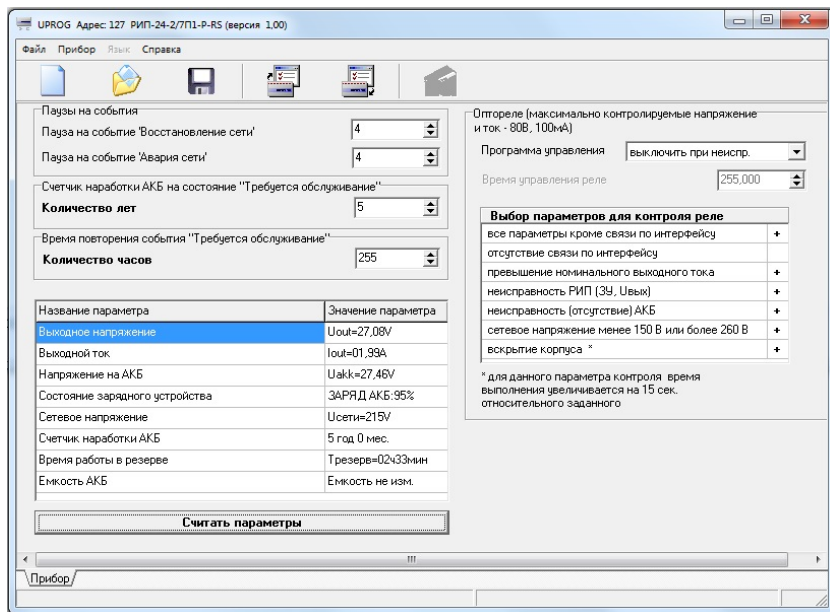 UPROG Адрес: 127 РИП-24-2/7П1-Р-RS (версия 1,00)
Файл Прибор Язык Справка
Паузы на события
Пауза на событие 'Восстановление сети' 4
Пауза на событие 'Авария сети' 4
Счетчик наработки АКБ на состояние "Требуется обслуживание"
Количество лет 5
Время повторения события "Требуется обслуживание"
Количество часов 255
Название параметра Значение параметра
Выходное напряжение Uout=27,08V
Выходной ток Iout=01,99A
Напряжение на АКБ Uakk=27,46V
Состояние зарядного устройства ЗАРЯД АКБ:95%
Сетевое напряжение Uсети=215V
Счетчик наработки АКБ 5 год 0 мес.
Время работы в резерве Трезерв=02ч33мин
Емкость АКБ Емкость не изм.
Считать параметры
Оптореле (максимально контролируемые напряжение
и ток - 80В, 100мА)
Программа управления выключить при неиспр.
Время управления реле 255,000
Выбор параметров для контроля реле
все параметры кроме связи по интерфейсу +
отсутствие связи по интерфейсу
превышение номинального выходного тока +
неисправность РИП (ЗУ, Uвых) +
неисправность (отсутствие) АКБ +
сетевое напряжение менее 150 В или более 260 В +
вскрытие корпуса * +
* для данного параметра контроля время
выполнения увеличивается на 15 сек.
относительного заданного
Прибор